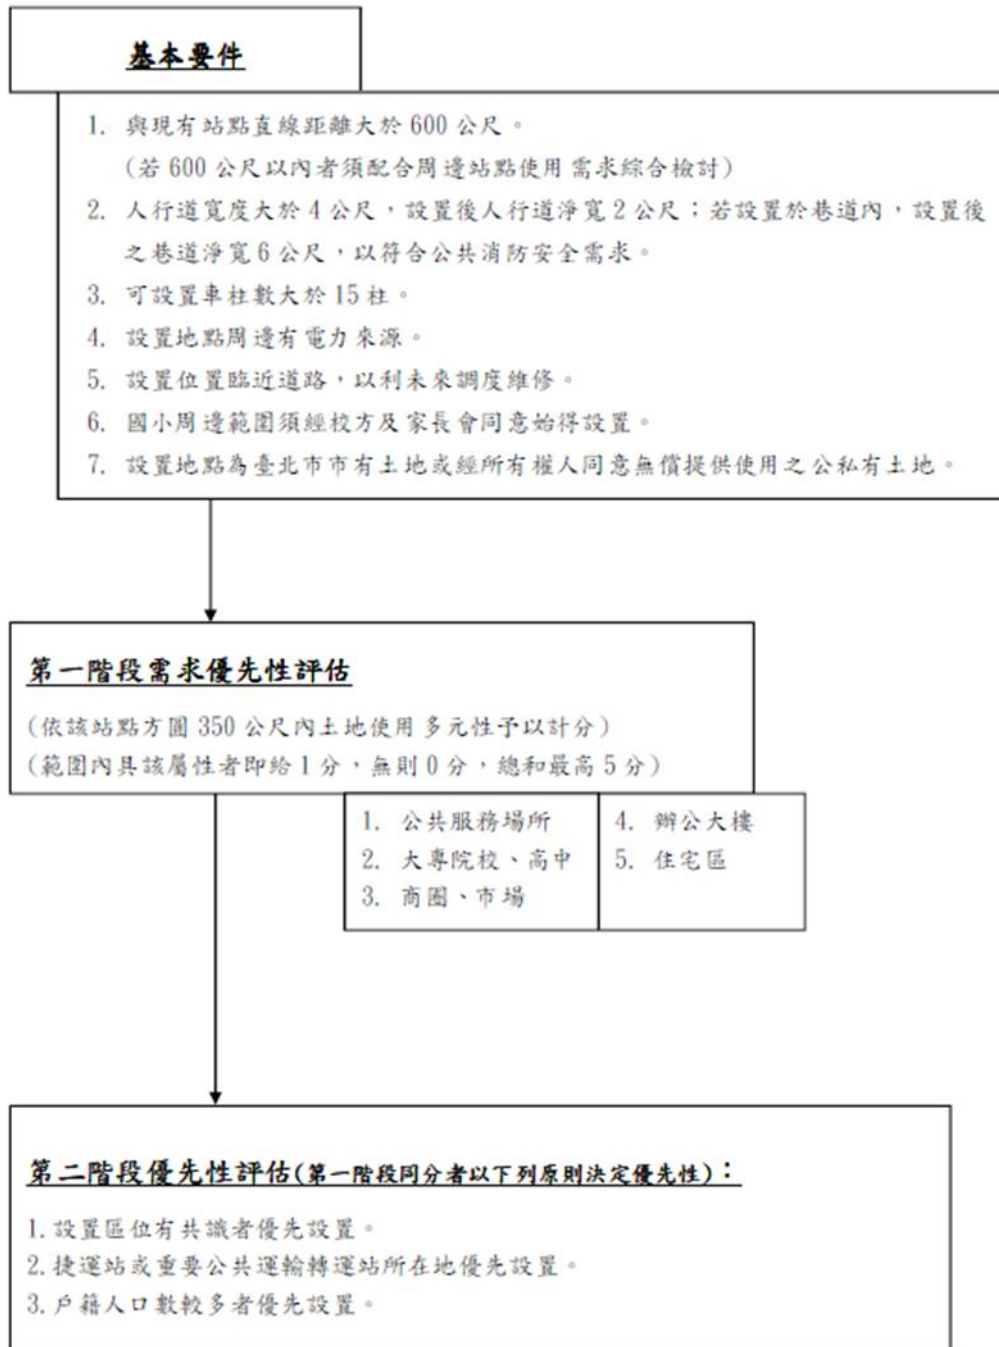 基本要件
1. 與現有站點直線距離大於 600 公尺。
(若 600 公尺以內者須配合周邊站點使用需求綜合檢討)
2. 人行道寬度大於 4 公尺，設置後人行道淨寬 2 公尺；若設置於巷道內，設置後
之巷道淨寬 6 公尺，以符合公共消防安全需求。
3. 可設置車柱數大於 15 柱。
4. 設置地點周邊有電力來源。
5. 設置位置臨近道路，以利未來調度維修。
6. 國小周邊範圍須經校方及家長會同意始得設置。
7. 設置地點為臺北市市有土地或經所有權人同意無償提供使用之公私有土地。
第一階段需求優先性評估
(依該站點方圓 350 公尺內土地使用多元性予以計分)
(範圍內具該屬性者即給 1 分，無則 0 分，總和最高 5 分)
1. 公共服務場所
2. 大專院校、高中
3. 商圈、市場
4. 辦公大樓
5. 住宅區
第二階段優先性評估(第一階段同分者以下列原則決定優先性)：
1. 設置區位有共識者優先設置。
2. 捷運站或重要公共運輸轉運站所在地優先設置。
3. 戶籍人口數較多者優先設置。